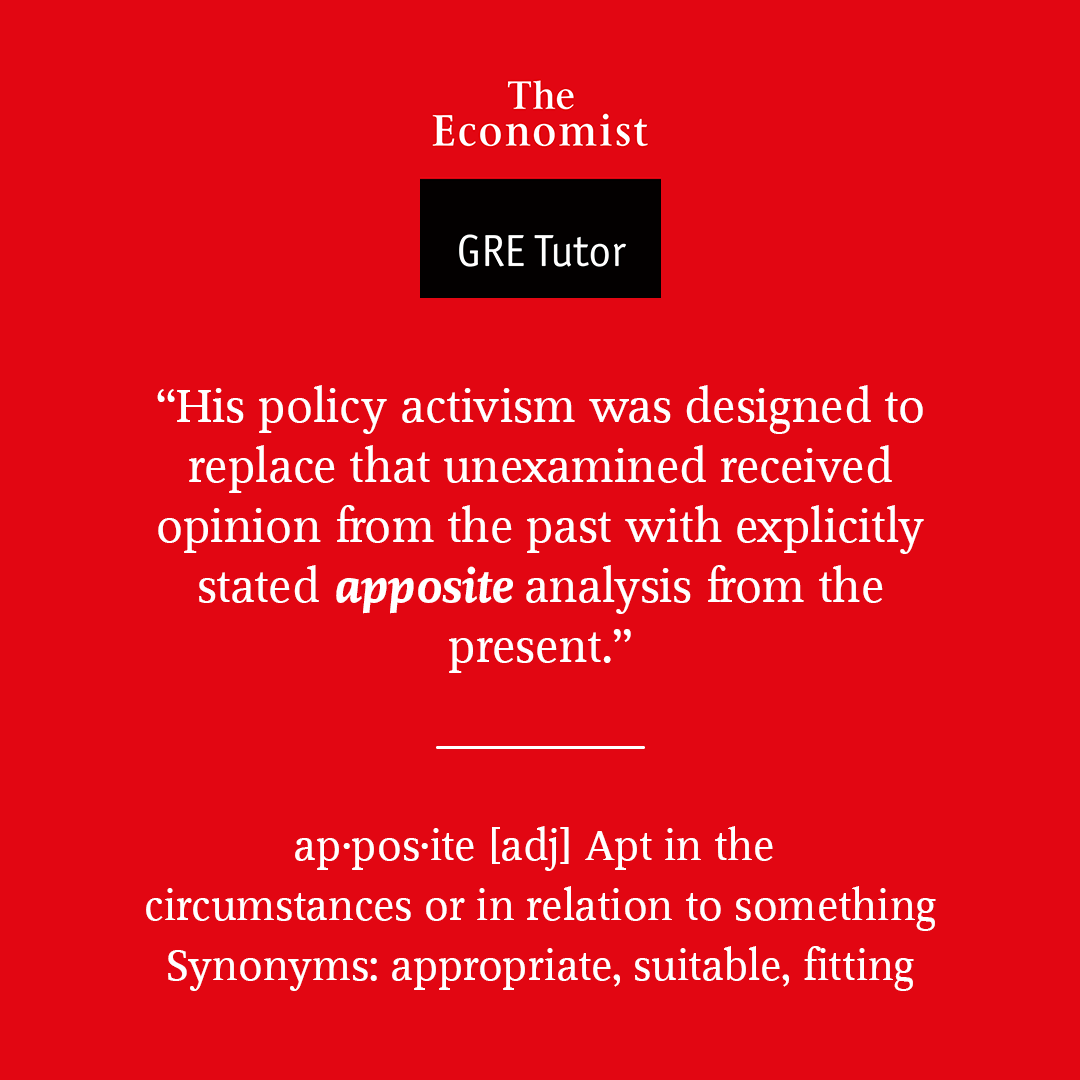 The
Economist
GRE Tutor
“His policy activism was designed to
replace that unexamined received
opinion from the past with explicitly
stated apposite analysis from the
present.”
ap·pos·ite [adj] Apt in the
circumstances or in relation to something
Synonyms: appropriate, suitable, fitting